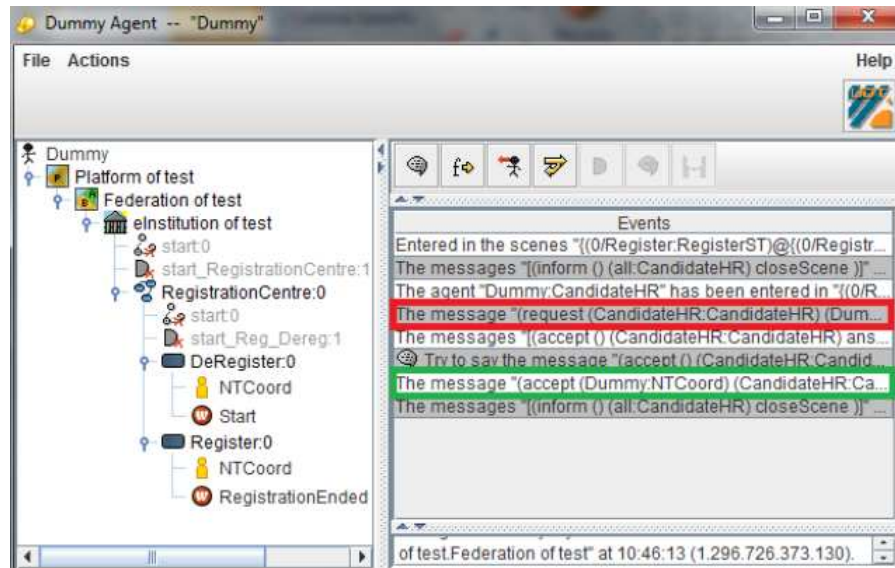 Dummy Agent -- "Dummy"
File Actions Help
Dummy
Platform of test
Federation of test
eInstitution of test
start:0
start_RegistrationCentre:1
RegistrationCentre:0
start:0
start_Reg_Dereg:1
DeRegister:0
NTCoord
Start
Register:0
NTCoord
RegistrationEnded
Events
Entered in the scenes "{(0/Register:RegisterST)@{(0/Registr...
The messages "[(inform () (all:CandidateHR) closeScene )]" ...
The agent "Dummy:CandidateHR" has been entered in "{(0/R...
The message "(request (CandidateHR:CandidateHR) (Dum...
The messages "[(accept () (CandidateHR:CandidateHR) ans...
Try to say the message "(accept () (CandidateHR:Candid...
The message "(accept (Dummy:NTCoord) (CandidateHR:Ca...
The messages "[(inform () (all:CandidateHR) closeScene )]" ...
of test.Federation of test" at 10:46:13 (1.296.726.373.130).